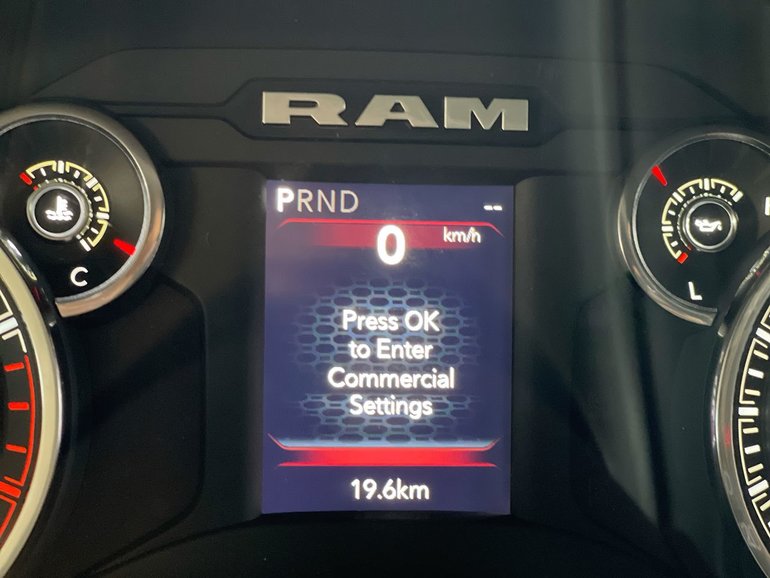 RAM
PRND --
0 km/h
Press OK
to Enter
Commercial
Settings
19.6km
C
L